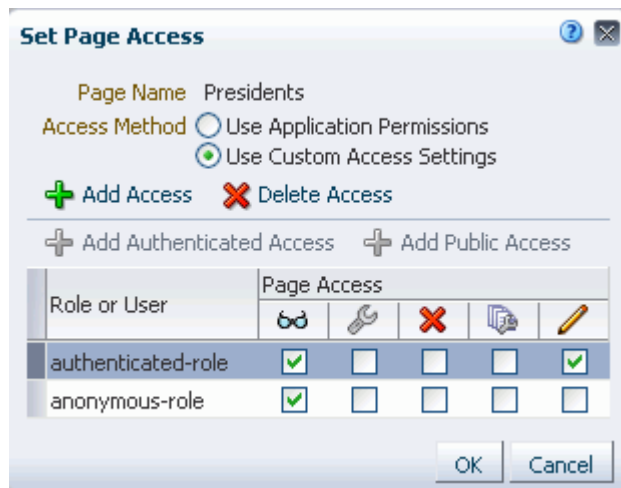 Set Page Access
Page Name Presidents
Access Method Use Application Permissions
Use Custom Access Settings
Add Access Delete Access
Add Authenticated Access Add Public Access
Role or User
Page Access
authenticated-role
anonymous-role
OK Cancel